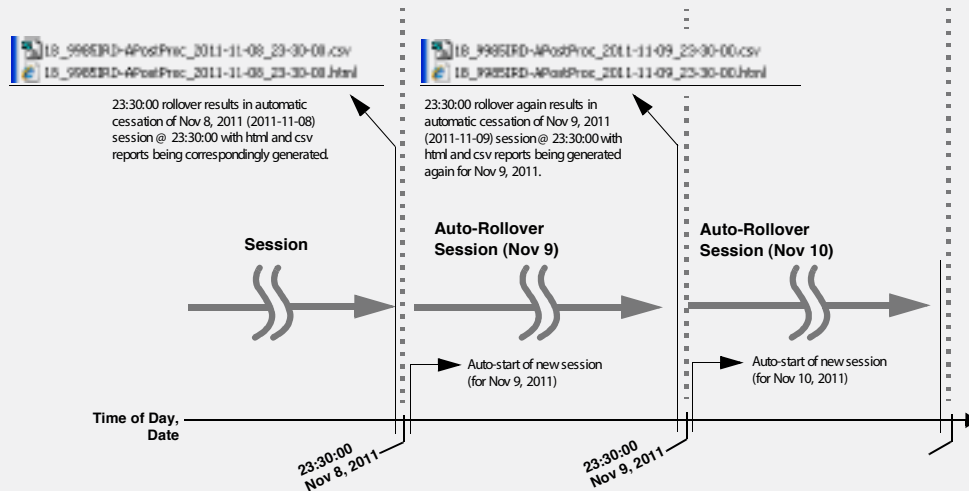 18_9985IRD-APostProc_2011-11-08_23-30-00.csv
18_9985IRD-APostProc_2011-11-08_23-30-00.html
23:30:00 rollover results in automatic
cessation of Nov 8, 2011 (2011-11-08)
session @ 23:30:00 with html and csv
reports being correspondingly generated.
18_9985IRD-APostProc_2011-11-09_23-30-00.csv
18_9985IRD-APostProc_2011-11-09_23-30-00.html
23:30:00 rollover again results in
automatic cessation of Nov 9, 2011
(2011-11-09) session @ 23:30:00 with
html and csv reports being generated
again for Nov 9, 2011.
Session
Auto-Rollover
Session (Nov 9)
Auto-Rollover
Session (Nov 10)
Auto-start of new session
(for Nov 9, 2011)
Auto-start of new session
(for Nov 10, 2011)
Time of Day,
Date
23:30:00
Nov 8, 2011
23:30:00
Nov 9, 2011